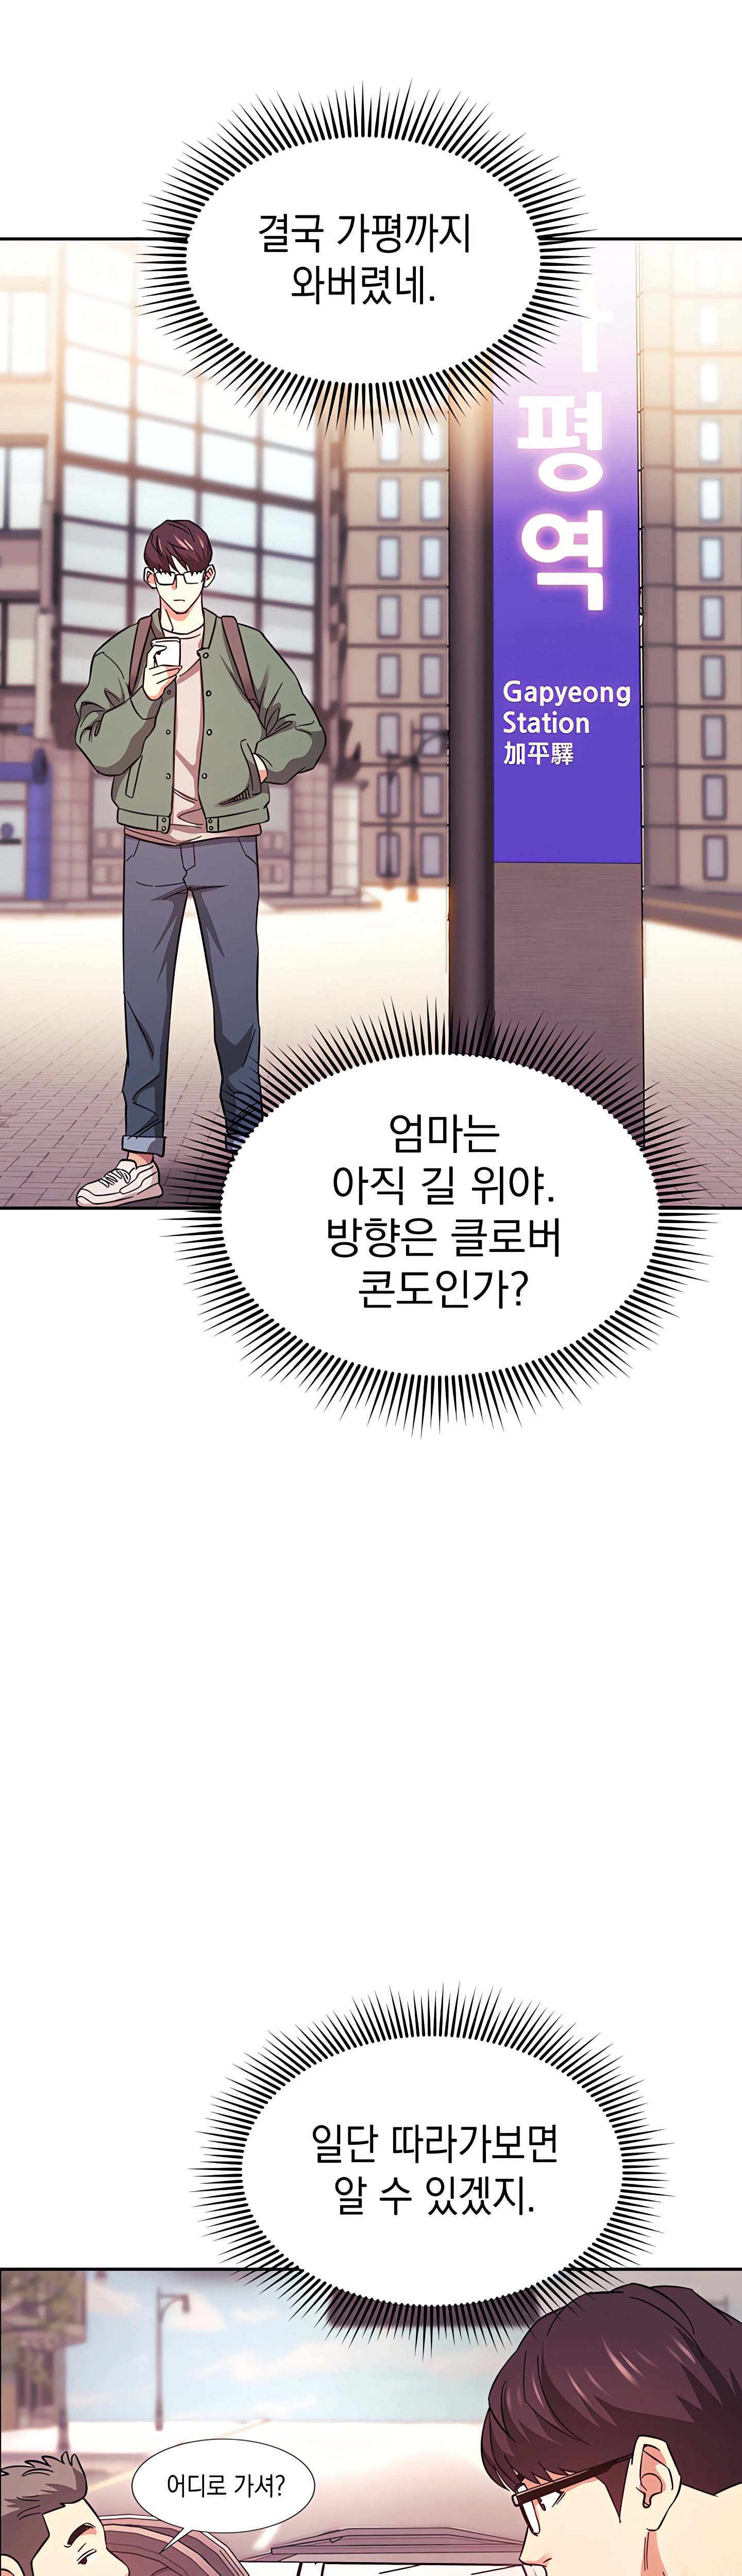 결국 가평까지
와버렸네.
평
역
Gapyeong
Station
加平驛
엄마는
아직 길 위야.
방향은 클로버
콘도인가?
일단 따라가보면
알 수 있겠지.
어디로 가셔?